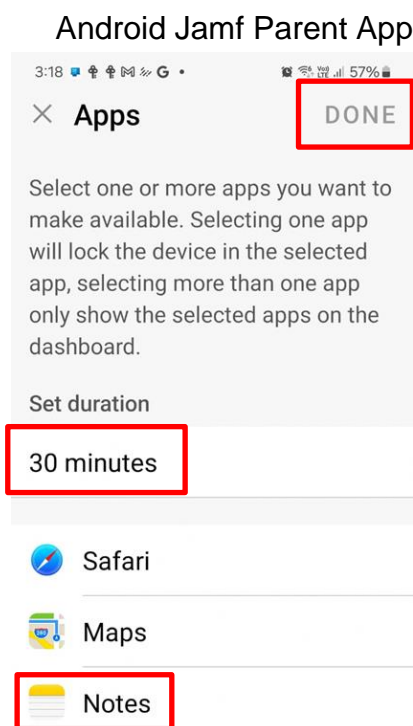 Android Jamf Parent App
3:18 G • 57%
× Apps DONE
Select one or more apps you want to
make available. Selecting one app
will lock the device in the selected
app, selecting more than one app
only show the selected apps on the
dashboard.
Set duration
30 minutes
Safari
Maps
Notes